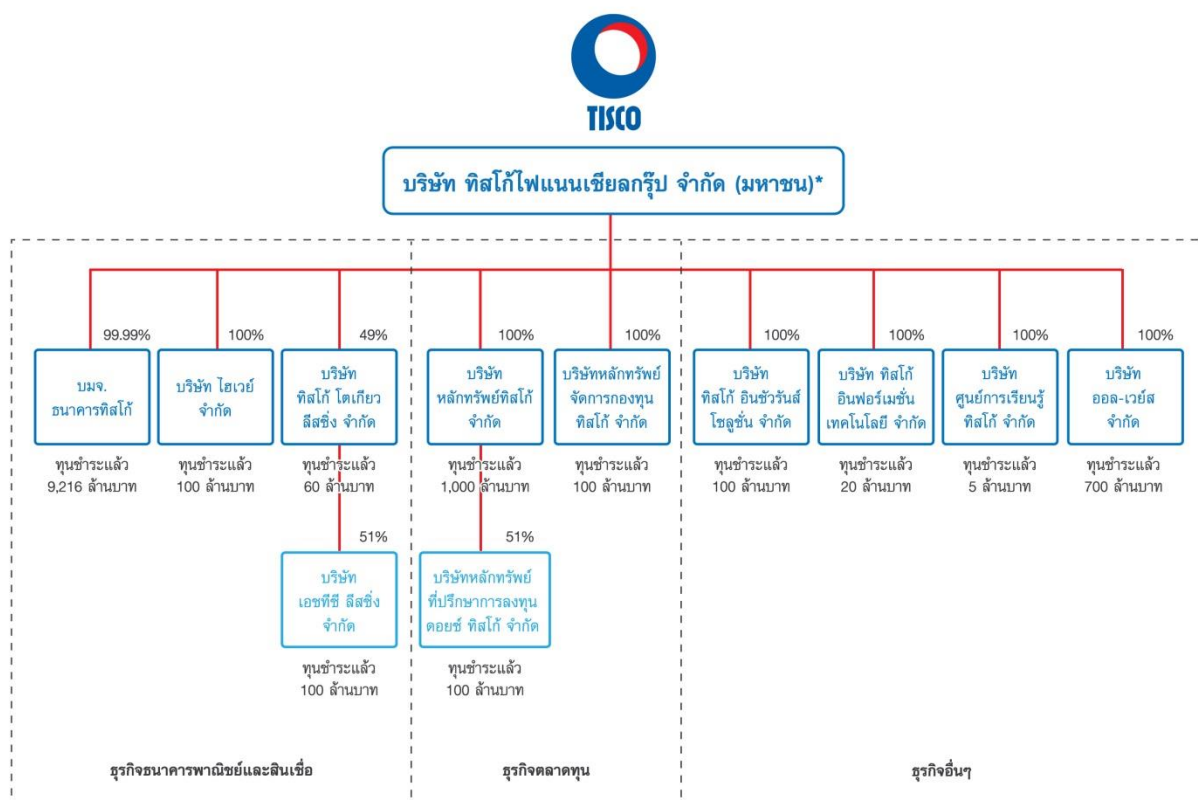 TISCO
บริษัท ทิสโก้ไฟแนนเชียลกรุ๊ป จำกัด (มหาชน)*
99.99%
บมจ.
ธนาคารทิสโก้
ทุนชำระแล้ว
9,216 ล้านบาท
100%
บริษัท ไฮเวย์
จำกัด
ทุนชำระแล้ว
100 ล้านบาท
49%
บริษัท
ทิสโก้ โตเกียว
ลีสซิ่ง จำกัด
ทุนชำระแล้ว
60 ล้านบาท
51%
บริษัท
เอชทีซี ลีสซิ่ง
จำกัด
ทุนชำระแล้ว
100 ล้านบาท
ธุรกิจธนาคารพาณิชย์และสินเชื่อ
100%
บริษัท
หลักทรัพย์ทิสโก้
จำกัด
ทุนชำระแล้ว
1,000 ล้านบาท
51%
บริษัทหลักทรัพย์
ที่ปรึกษาการลงทุน
ดอยช์ ทิสโก้ จำกัด
ทุนชำระแล้ว
100 ล้านบาท
100%
บริษัทหลักทรัพย์
จัดการกองทุน
ทิสโก้ จำกัด
ทุนชำระแล้ว
100 ล้านบาท
ธุรกิจตลาดทุน
100%
บริษัท
ทิสโก้ อินชัวรันส์
โซลูชั่น จำกัด
ทุนชำระแล้ว
100 ล้านบาท
100%
บริษัท ทิสโก้
อินฟอร์เมชั่น
เทคโนโลยี จำกัด
ทุนชำระแล้ว
20 ล้านบาท
100%
บริษัท
ศูนย์การเรียนรู้
ทิสโก้ จำกัด
ทุนชำระแล้ว
5 ล้านบาท
100%
บริษัท
ออล-เวย์ส
จำกัด
ทุนชำระแล้ว
700 ล้านบาท
ธุรกิจอื่นๆ